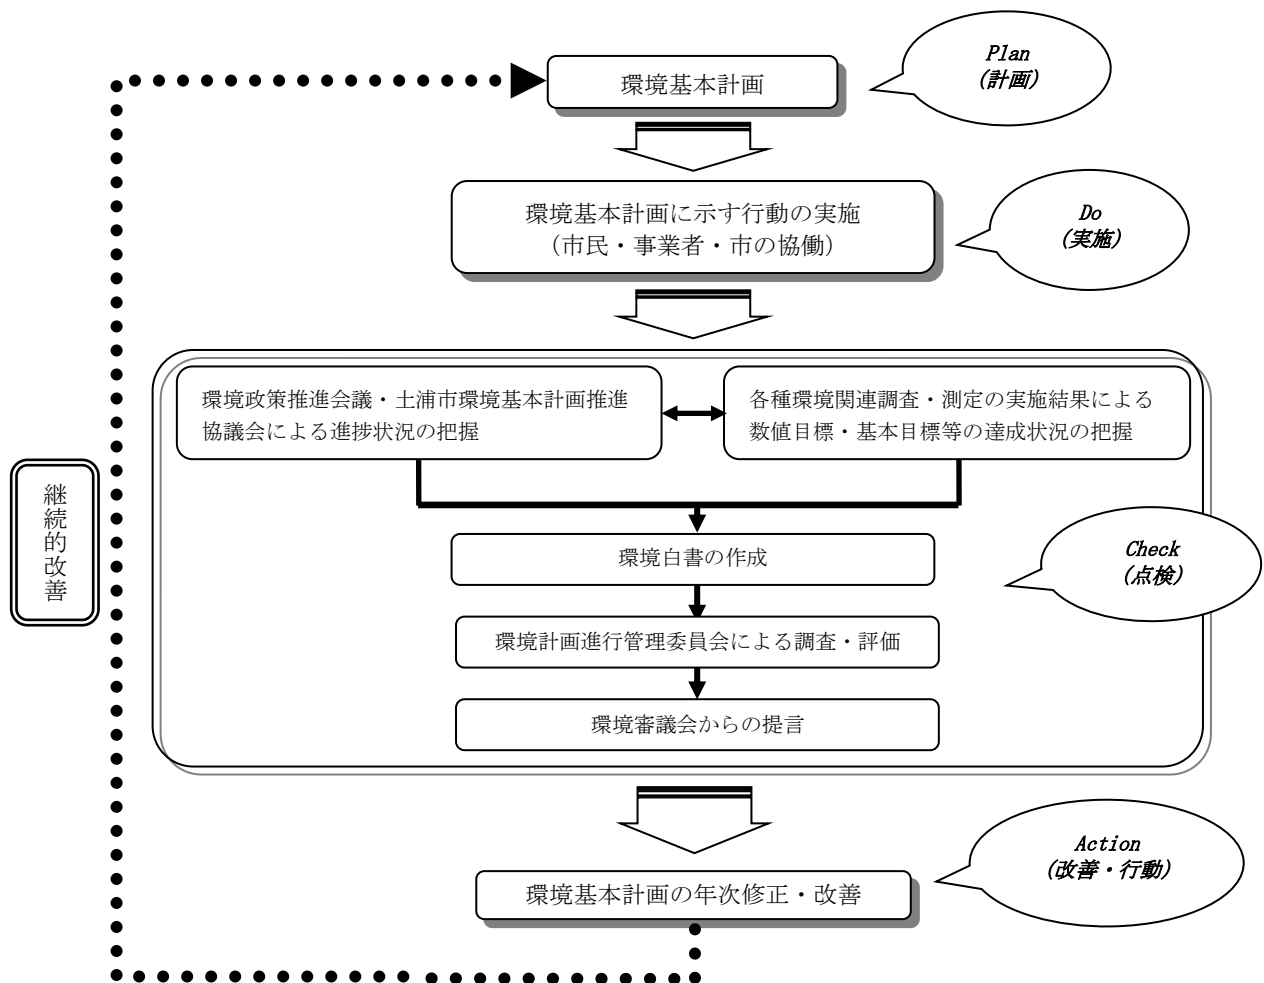 Plan
(計画)
環境基本計画
環境基本計画に示す行動の実施
（市民・事業者・市の協働）
Do
(実施)
環境政策推進会議・土浦市環境基本計画推進
協議会による進捗状況の把握
各種環境関連調査・測定の実施結果による
数値目標・基本目標等の達成状況の把握
継続的改善
環境白書の作成
Check
(点検)
環境計画進行管理委員会による調査・評価
環境審議会からの提言
Action
(改善・行動)
環境基本計画の年次修正・改善